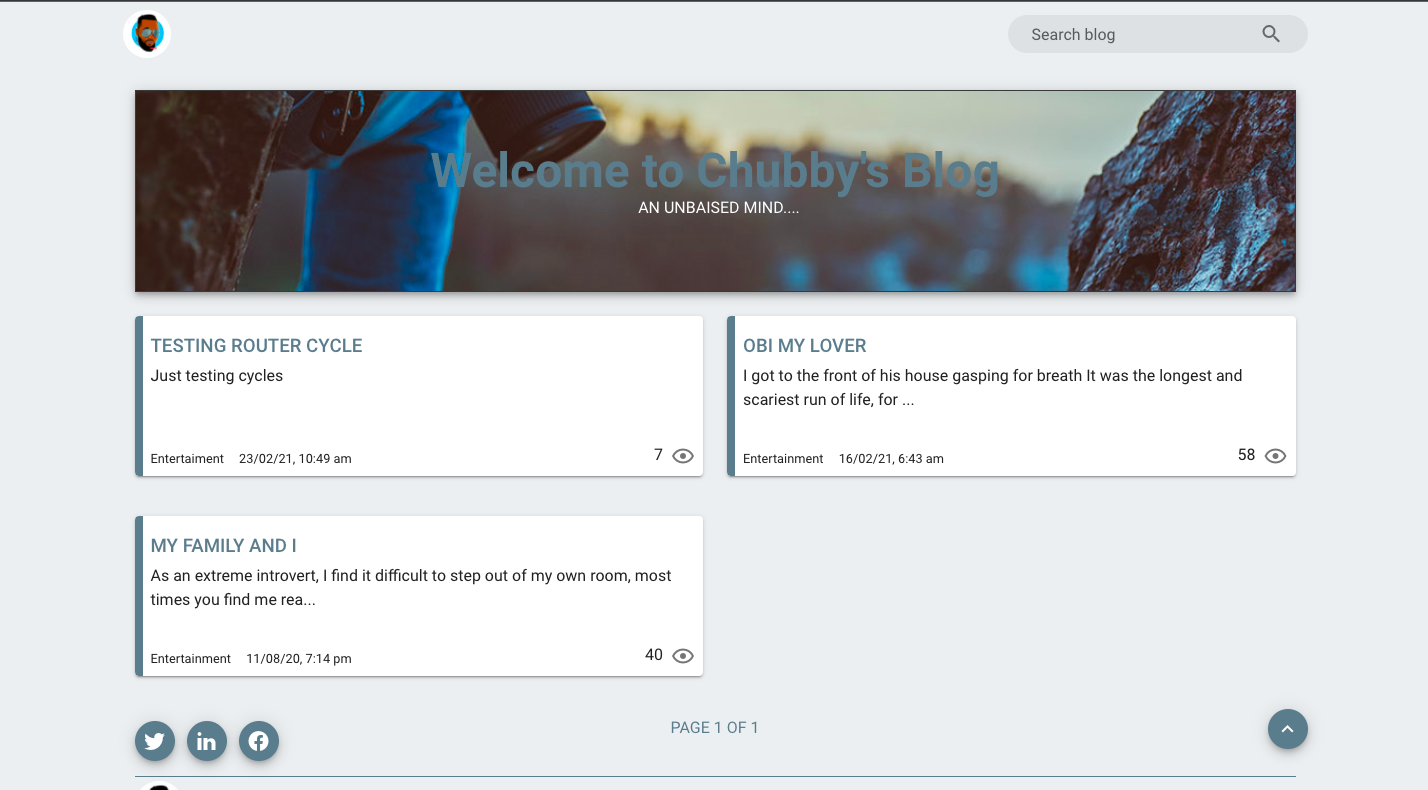 Search blog
Welcome to Chubby's Blog
AN UNBAISED MIND....
TESTING ROUTER CYCLE
Just testing cycles
Entertaiment 23/02/21, 10:49 am 7
OBI MY LOVER
I got to the front of his house gasping for breath It was the longest and
scariest run of life, for ...
Entertainment 16/02/21, 6:43 am 58
MY FAMILY AND I
As an extreme introvert, I find it difficult to step out of my own room, most
times you find me rea...
Entertainment 11/08/20, 7:14 pm 40
PAGE 1 OF 1